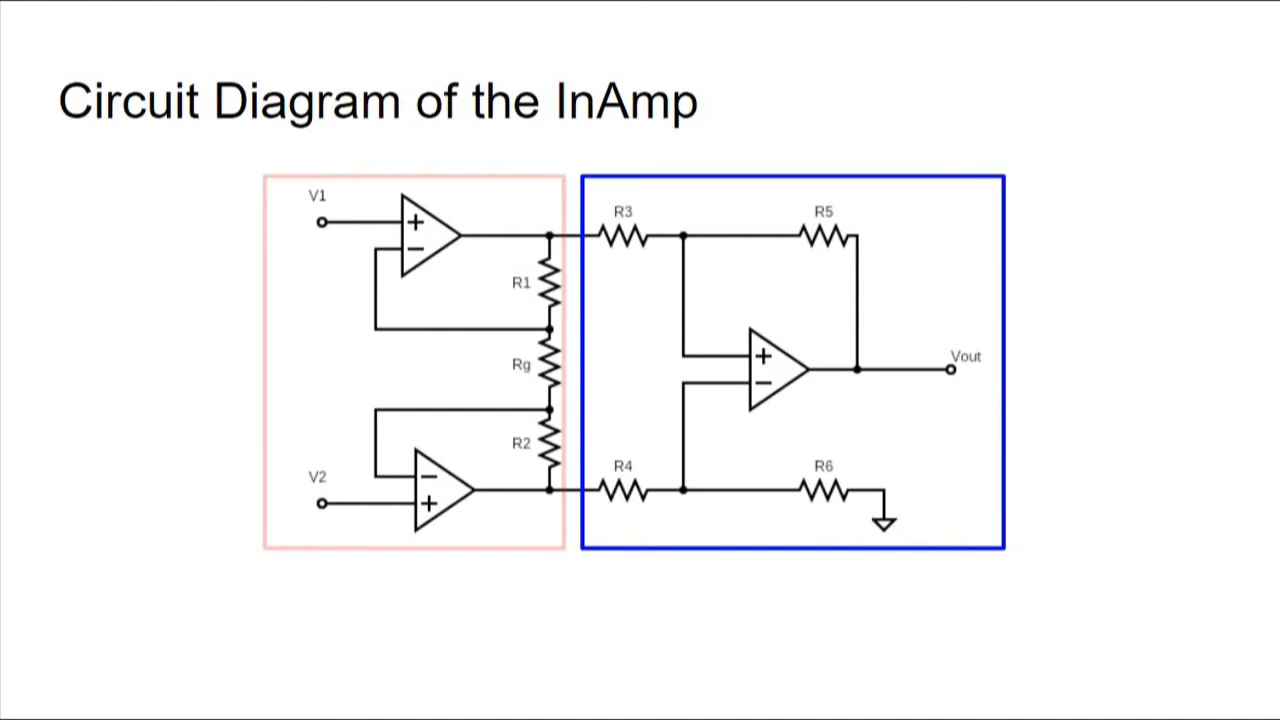 Circuit Diagram of the InAmp
V1
+
−
R1
Rg
R2
V2
−
+
R3
R5
+
−
Vout
R4
R6